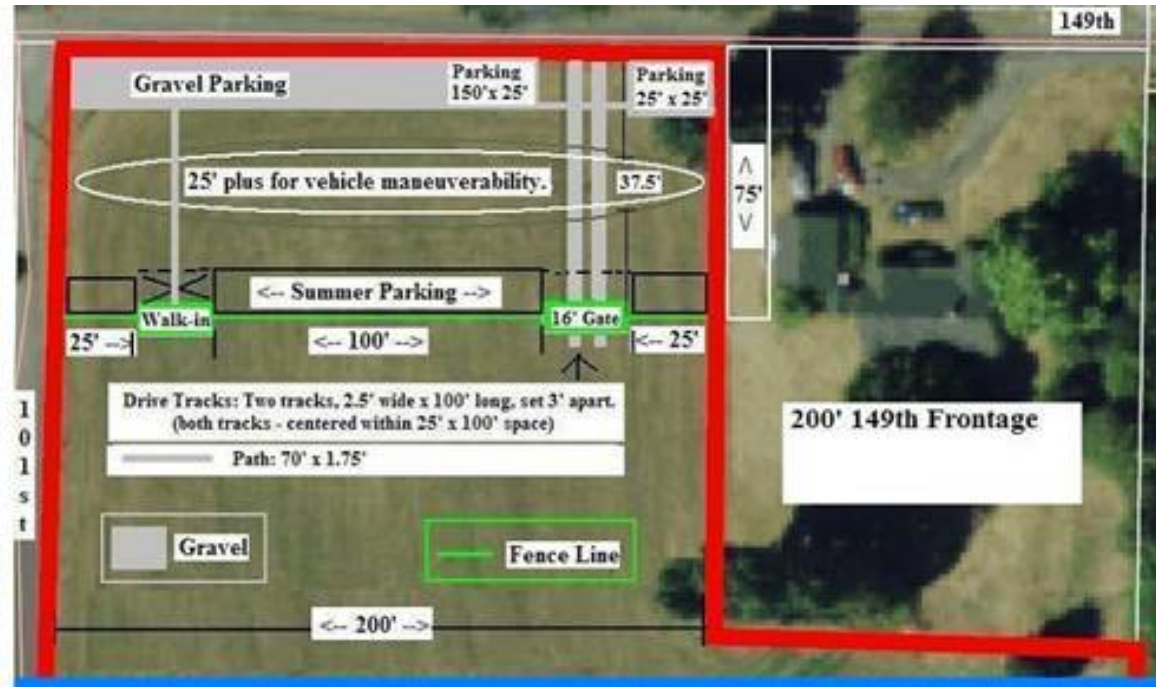 149th
Gravel Parking
Parking
150'x 25'
Parking
25' x 25'
25' plus for vehicle maneuverability.
37.5'
^
75'
v
<-- Summer Parking -->
Walk-in
16' Gate
25' -->
<-- 100' -->
<-- 25'
Drive Tracks: Two tracks, 2.5' wide x 100' long, set 3' apart.
(both tracks - centered within 25' x 100' space)
Path: 70' x 1.75'
101st
200' 149th Frontage
Gravel
Fence Line
<-- 200' -->